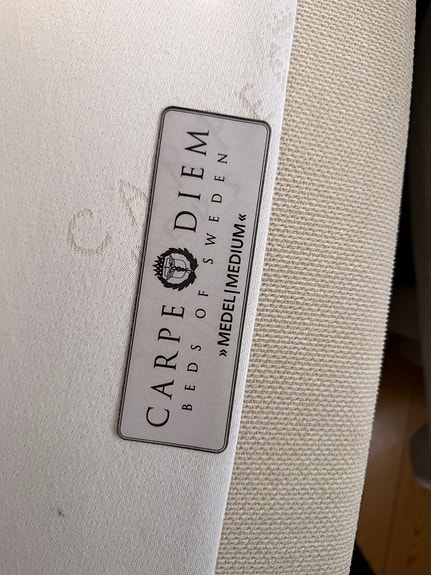 CARPE DIEM
BEDS OF SWEDEN
»MEDEL|MEDIUM«